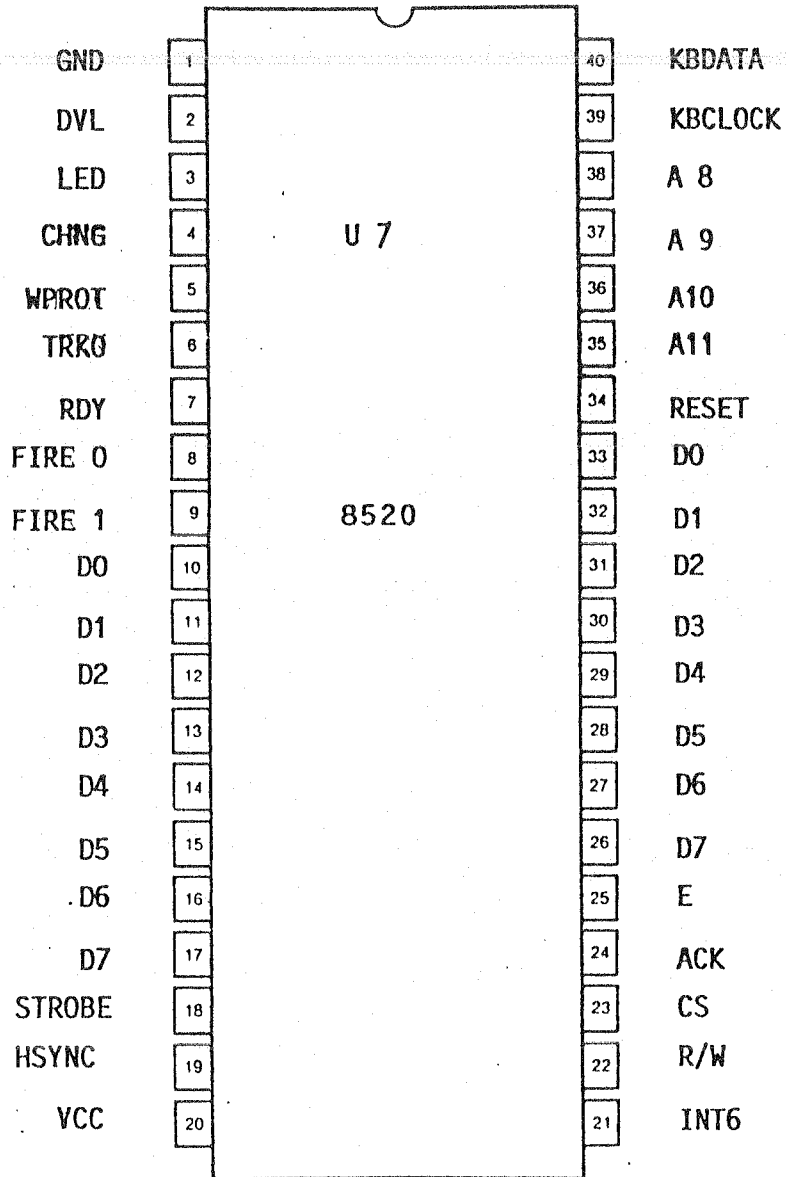 GND 1 40 KBDATA
DVL 2 39 KBCLOCK
LED 3 38 A 8
CHNG 4 U 7 37 A 9
WPROT 5 36 A10
TRK0 6 35 A11
RDY 7 34 RESET
FIRE 0 8 33 D0
FIRE 1 9 8520 32 D1
D0 10 31 D2
D1 11 30 D3
D2 12 29 D4
D3 13 28 D5
D4 14 27 D6
D5 15 26 D7
D6 16 25 E
D7 17 24 ACK
STROBE 18 23 CS
HSYNC 19 22 R/W
VCC 20 21 INT6